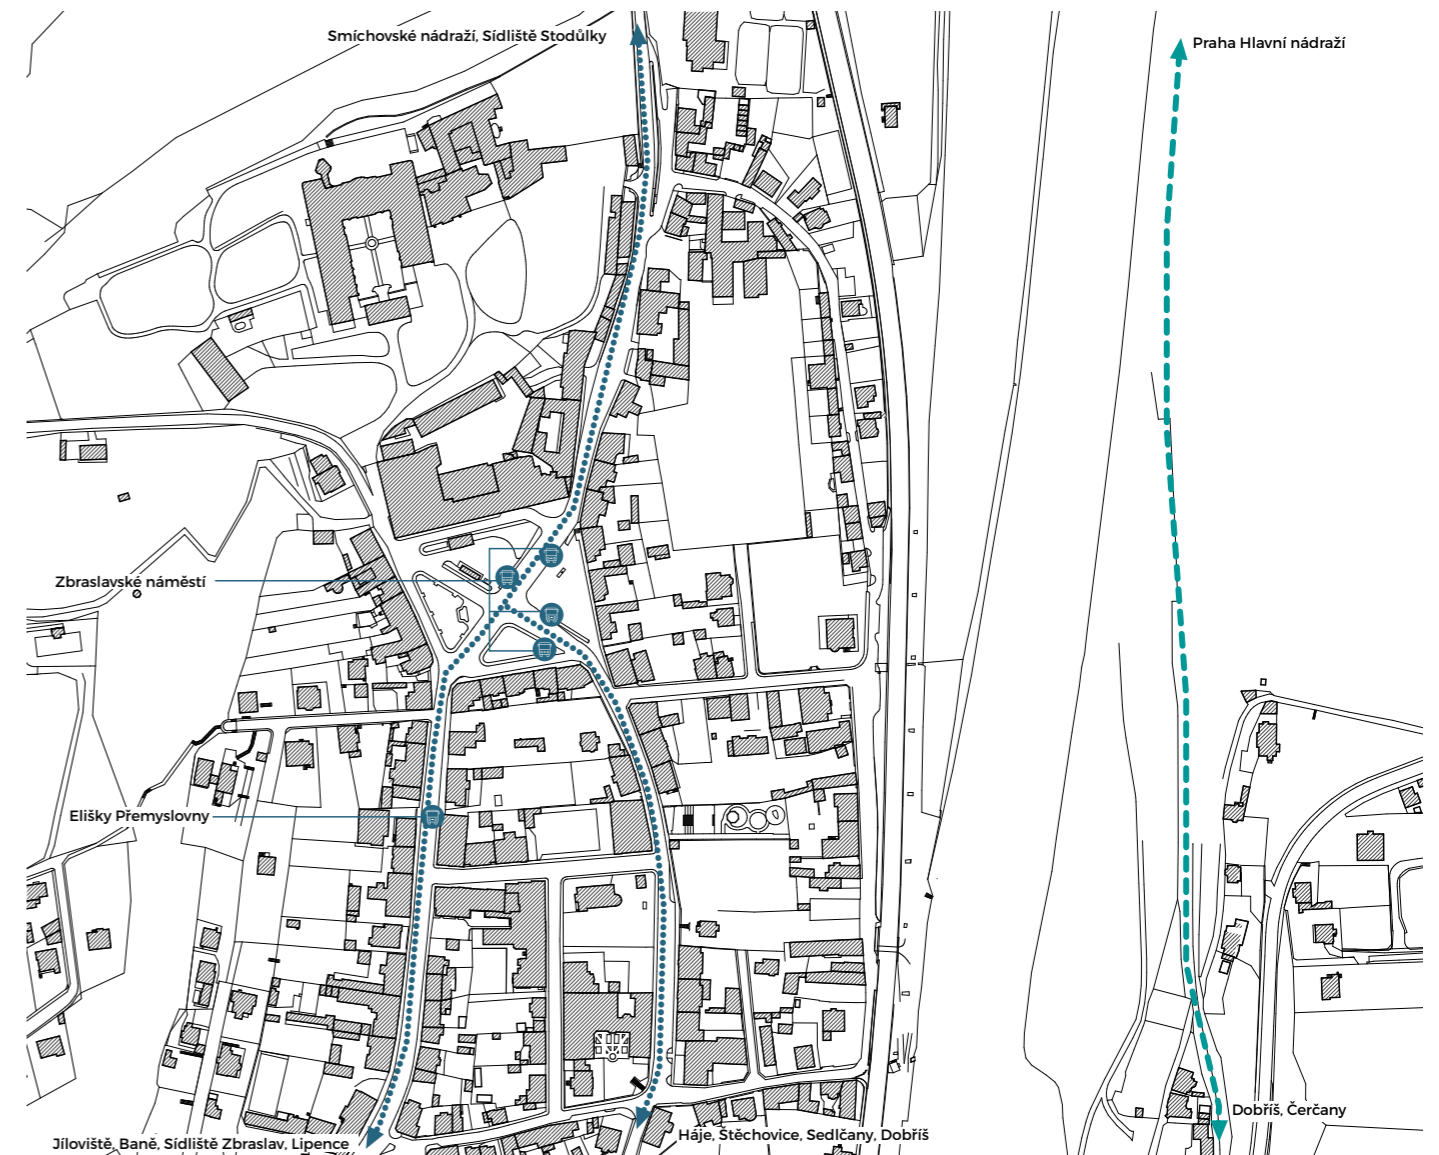 Smíchovské nádraží, Sídliště Stodůlky
Praha Hlavní nádraží
Zbraslavské náměstí
Elišky Přemyslovny
Dobříš, Čerčany
Jíloviště, Baně, Sídliště Zbraslav, Lipence
Háje, Štěchovice, Sedlčany, Dobříš